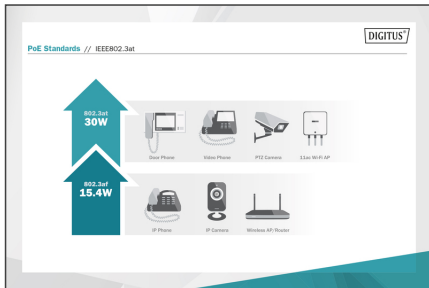 DIGITUS®
PoE Standards // IEEE802.3at
802.3at
30W
Door Phone
Video Phone
PTZ Camera
11ac Wi-Fi AP
802.3af
15.4W
IP Phone
IP Camera
Wireless AP/Router